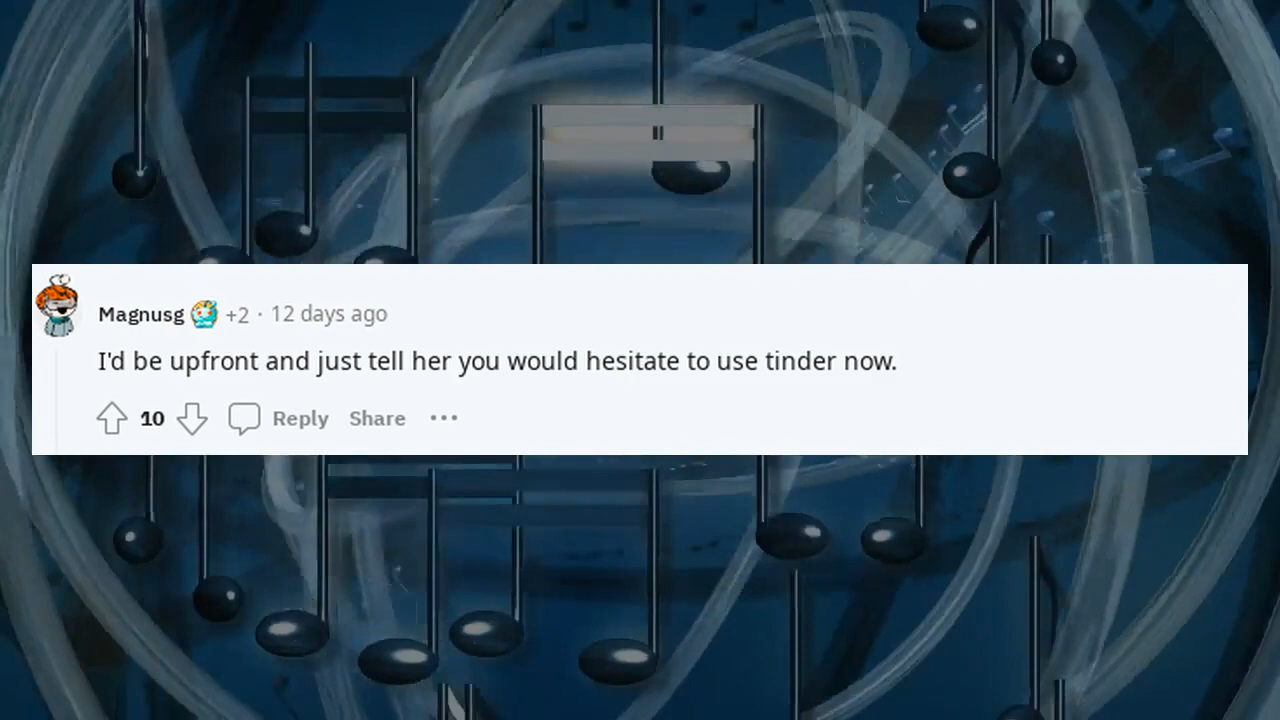 Magnusg +2 · 12 days ago
I'd be upfront and just tell her you would hesitate to use tinder now.
10 Reply Share ···